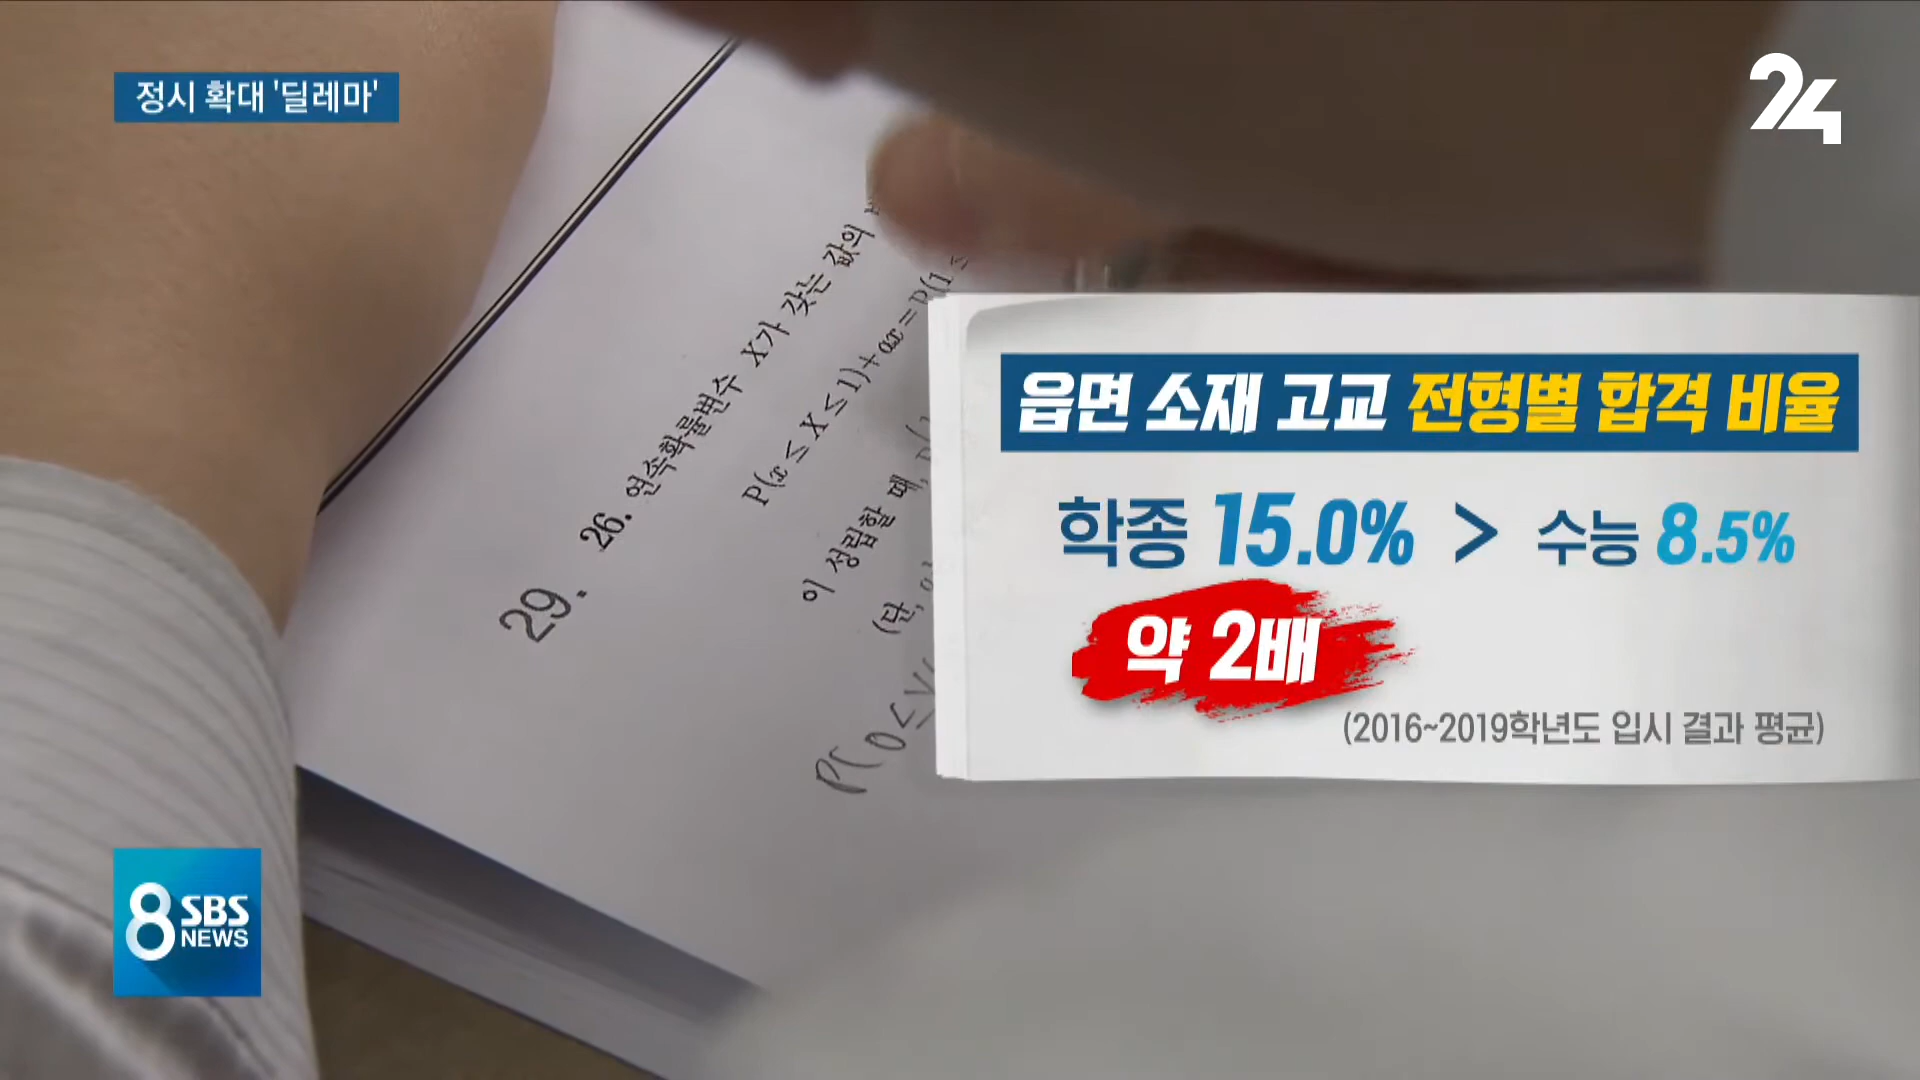 정시 확대 '딜레마'
24
29.
26. 연속확률변수 X가 갖는 값의
P(x ≤ X ≤ 1)+ax=P(1 ≤
이 성립할 때, P(
(단,
P( 0≤
읍면 소재 고교 전형별 합격 비율
학종 15.0% > 수능 8.5%
약 2배
(2016~2019학년도 입시 결과 평균)
8 SBS
NEWS